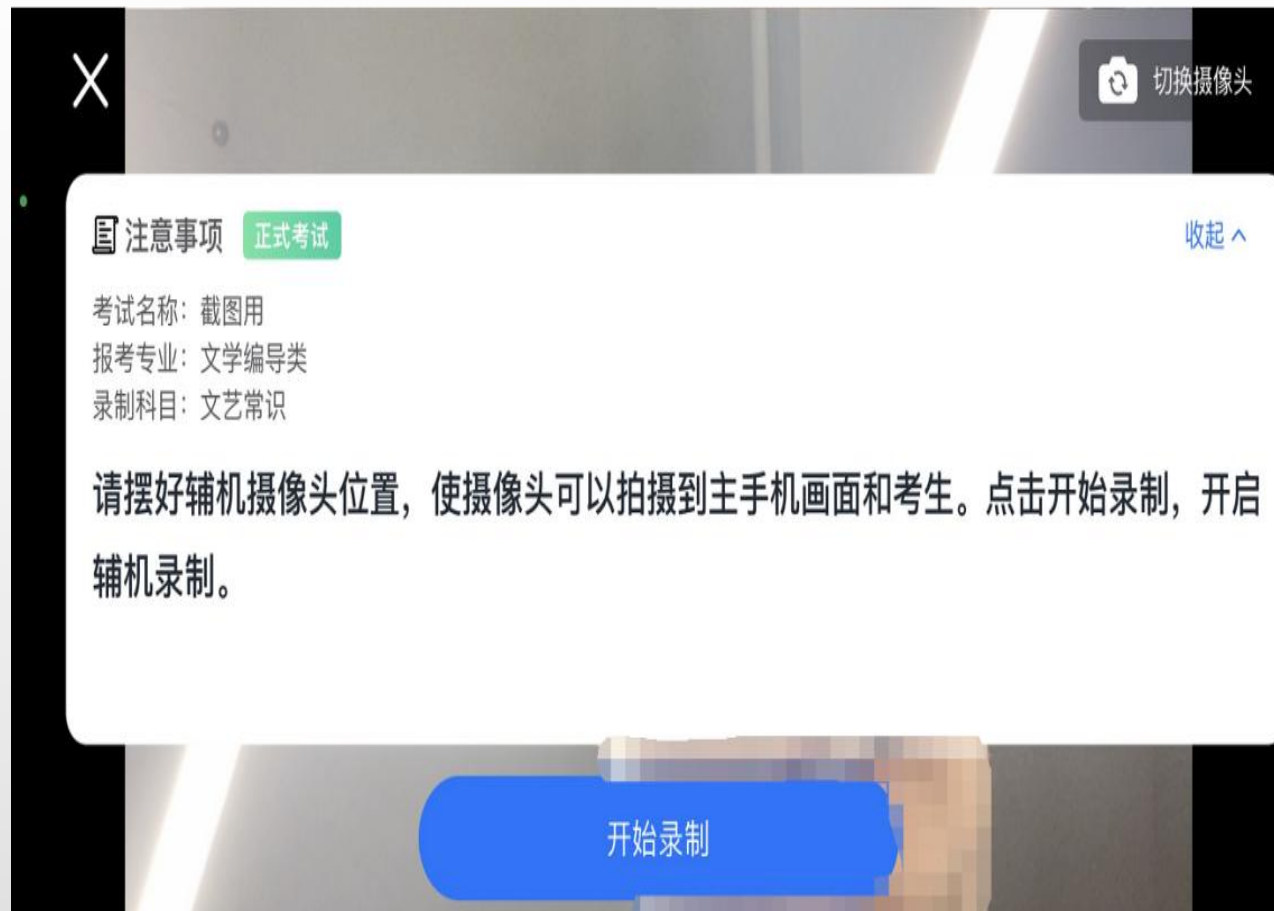 切换摄像头
注意事项 正式考试 收起
考试名称：截图用
报考专业：文学编导类
录制科目：文艺常识
请摆好辅机摄像头位置，使摄像头可以拍摄到主手机画面和考生。点击开始录制，开启
辅机录制。
开始录制